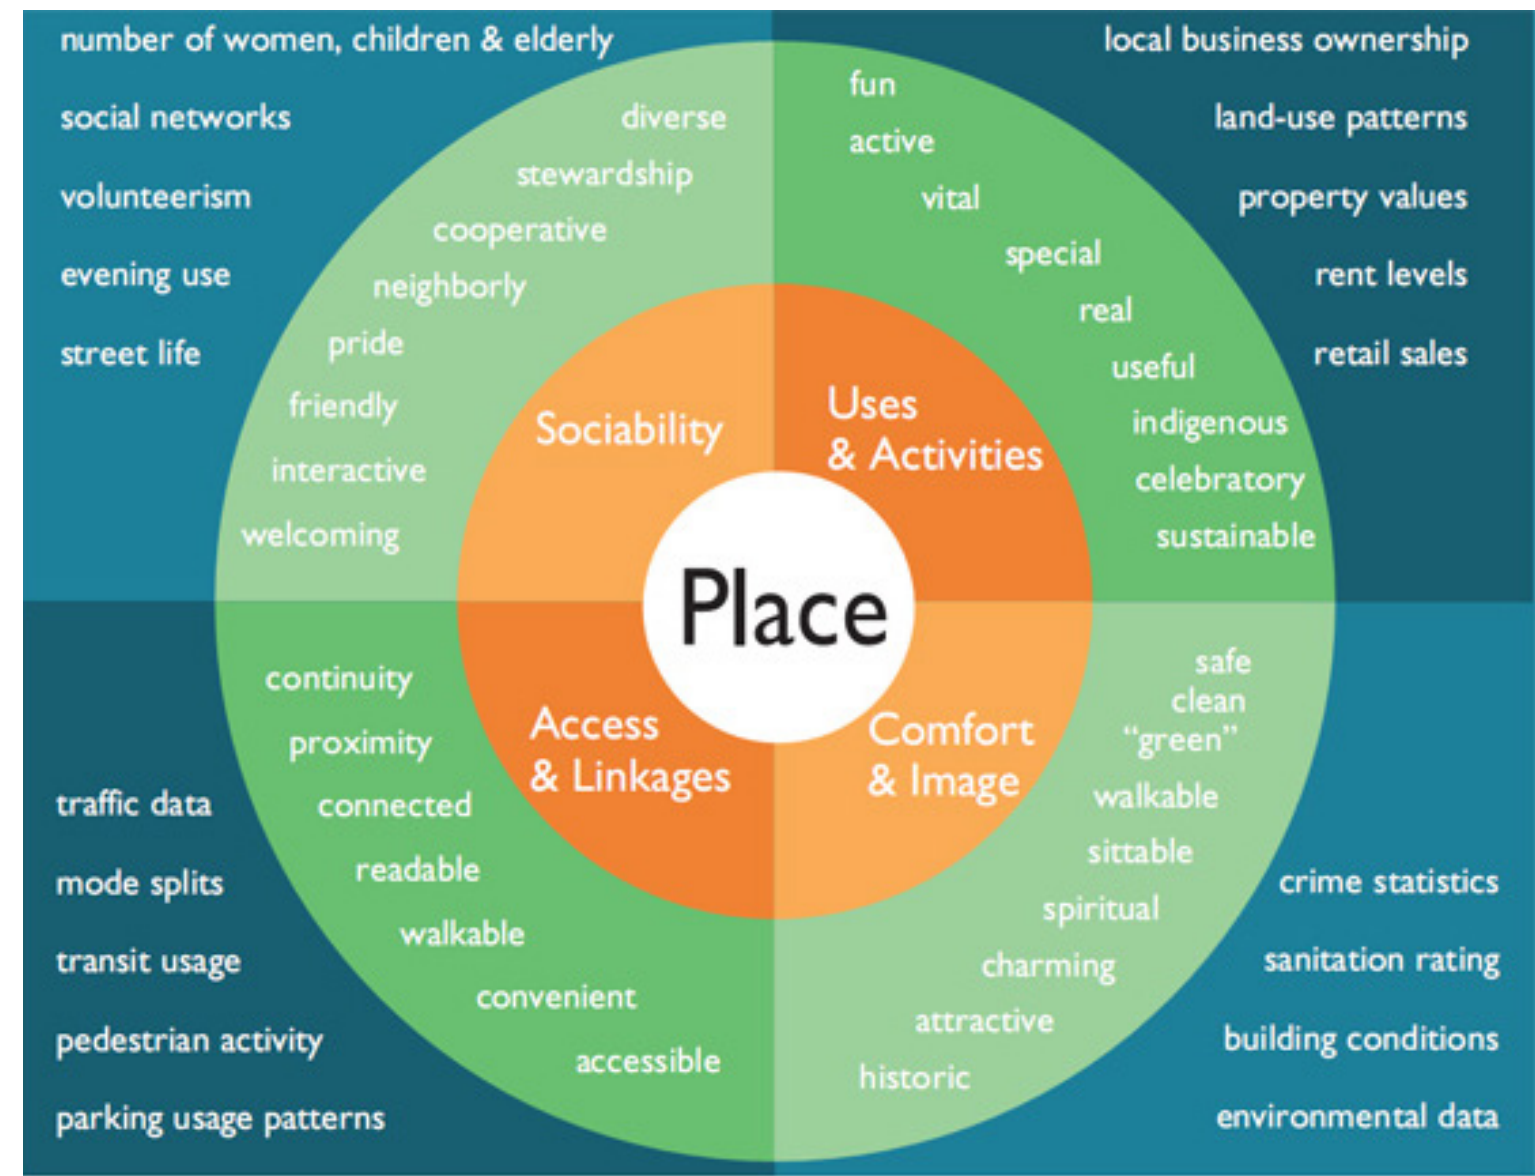 number of women, children & elderly
social networks
volunteerism
evening use
street life
diverse
stewardship
cooperative
neighborly
pride
friendly
interactive
welcoming
Sociability
fun
active
vital
special
real
useful
indigenous
celebratory
sustainable
Uses
& Activities
local business ownership
land-use patterns
property values
rent levels
retail sales
Place
Access
& Linkages
continuity
proximity
connected
readable
walkable
convenient
accessible
traffic data
mode splits
transit usage
pedestrian activity
parking usage patterns
Comfort
& Image
safe
clean
“green”
walkable
sittable
spiritual
charming
attractive
historic
crime statistics
sanitation rating
building conditions
environmental data